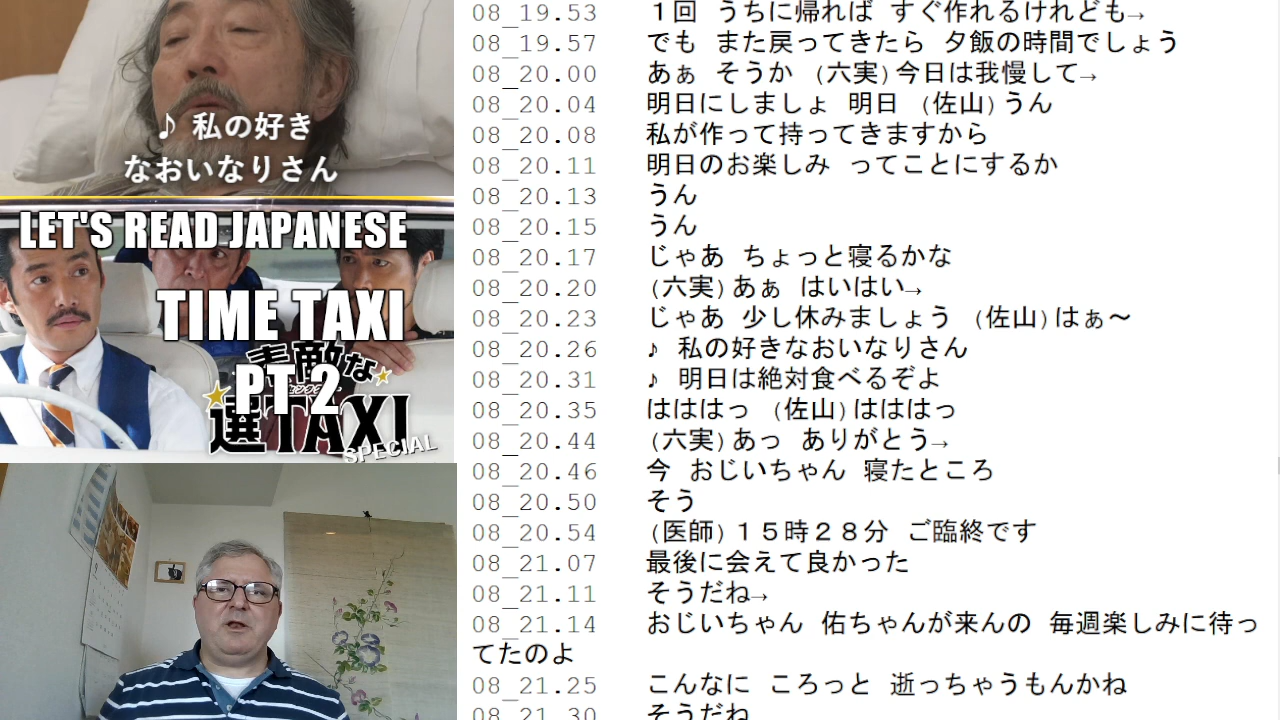 ♪ 私の好き
なおいなりさん
LET'S READ JAPANESE
TIME TAXI
素敵な
PT 2
選TAXI
SPECIAL
08_19.53 １回 うちに帰れば すぐ作れるけれども→
08_19.57 でも また戻ってきたら 夕飯の時間でしょう
08_20.00 あぁ そうか (六実)今日は我慢して→
08_20.04 明日にしましょ 明日 (佐山)うん
08_20.08 私が作って持ってきますから
08_20.11 明日のお楽しみ ってことにするか
08_20.13 うん
08_20.15 うん
08_20.17 じゃあ ちょっと寝るかな
08_20.20 (六実)あぁ はいはい→
08_20.23 じゃあ 少し休みましょう (佐山)はぁ～
08_20.26 ♪ 私の好きなおいなりさん
08_20.31 ♪ 明日は絶対食べるぞよ
08_20.35 はははっ (佐山)はははっ
08_20.44 (六実)あっ ありがとう→
08_20.46 今 おじいちゃん 寝たところ
08_20.50 そう
08_20.54 (医師)１５時２８分 ご臨終です
08_21.07 最後に会えて良かった
08_21.11 そうだね→
08_21.14 おじいちゃん 佑ちゃんが来んの 毎週楽しみに待っ
てたのよ
08_21.25 こんなに ころっと 逝っちゃうもんかね
08_21.30 そうだね